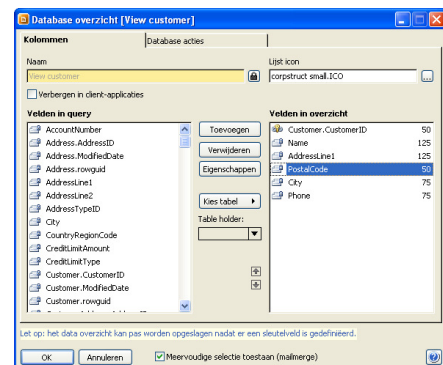 Database overzicht [View customer]
Kolommen
Database acties
Naam
Lijst icon
View customer
corpstruct small.ICO
...
Verbergen in client-applicaties
Velden in query
Velden in overzicht
AccountNumber
Address.AddressID
Address.ModifiedDate
Address.rowguid
AddressLine1
AddressLine2
AddressTypeID
City
CountryRegionCode
CreditLimitAmount
CreditLimitType
Customer.CustomerID
Customer.ModifiedDate
Customer.rowguid
Toevoegen
Verwijderen
Eigenschappen
Kies tabel
Table holder:
Customer.CustomerID 50
Name 125
AddressLine1 125
PostalCode 50
City 75
Phone 75
Let op: het data overzicht kan pas worden opgeslagen nadat er een sleutelveld is gedefiniëerd.
OK
Annuleren
Meervoudige selectie toestaan (mailmerge)